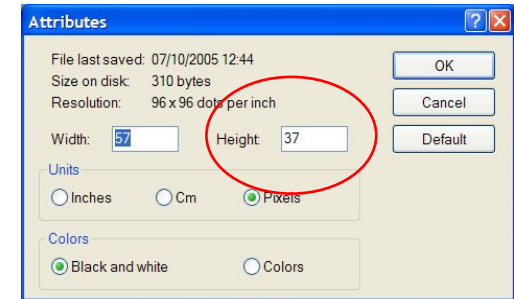 Attributes
File last saved: 07/10/2005 12:44
Size on disk: 310 bytes
Resolution: 96 x 96 dots per inch
Width: 57 Height: 37
Units
Inches Cm Pixels
Colors
Black and white Colors
OK
Cancel
Default